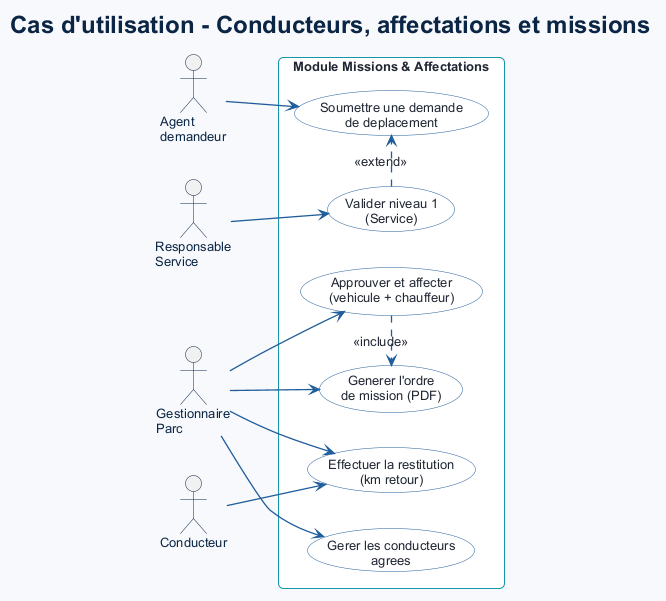 Cas d'utilisation - Conducteurs, affectations et missions
Module Missions & Affectations
Agent
demandeur
Soumettre une demande
de deplacement
«extend»
Responsable
Service
Valider niveau 1
(Service)
Approuver et affecter
(vehicule + chauffeur)
«include»
Gestionnaire
Parc
Generer l'ordre
de mission (PDF)
Effectuer la restitution
(km retour)
Conducteur
Gerer les conducteurs
agrees